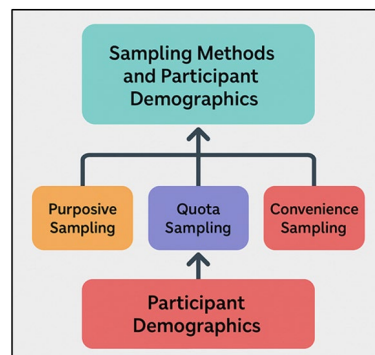 Sampling Methods
and Participant
Demographics
Purposive
Sampling
Quota
Sampling
Convenience
Sampling
Participant
Demographics